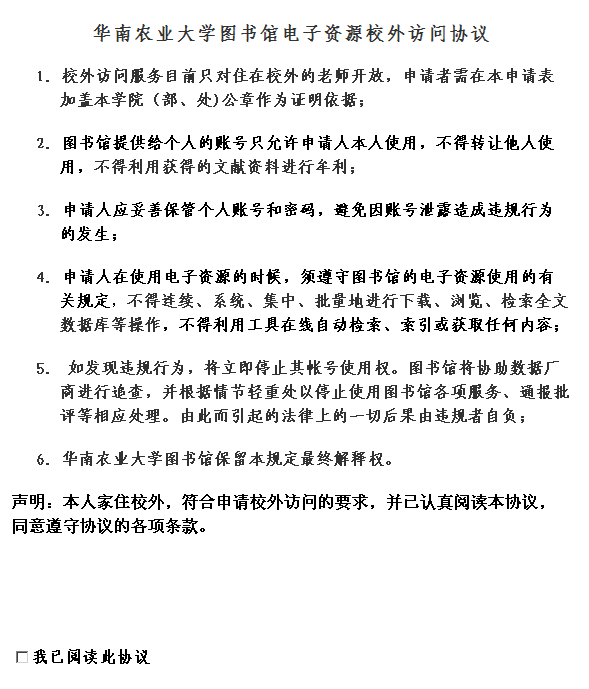 华南农业大学图书馆电子资源校外访问协议
1. 校外访问服务目前只对住在校外的老师开放，申请者需在本申请表
加盖本学院（部、处)公章作为证明依据；
2. 图书馆提供给个人的账号只允许申请人本人使用，不得转让他人使
用，不得利用获得的文献资料进行牟利；
3. 申请人应妥善保管个人账号和密码，避免因账号泄露造成违规行为
的发生；
4. 申请人在使用电子资源的时候，须遵守图书馆的电子资源使用的有
关规定，不得连续、系统、集中、批量地进行下载、浏览、检索全文
数据库等操作，不得利用工具在线自动检索、索引或获取任何内容；
5. 如发现违规行为，将立即停止其帐号使用权。图书馆将协助数据厂
商进行追查，并根据情节轻重处以停止使用图书馆各项服务、通报批
评等相应处理。由此而引起的法律上的一切后果由违规者自负；
6. 华南农业大学图书馆保留本规定最终解释权。
声明：本人家住校外，符合申请校外访问的要求，并已认真阅读本协议，
同意遵守协议的各项条款。
我已阅读此协议